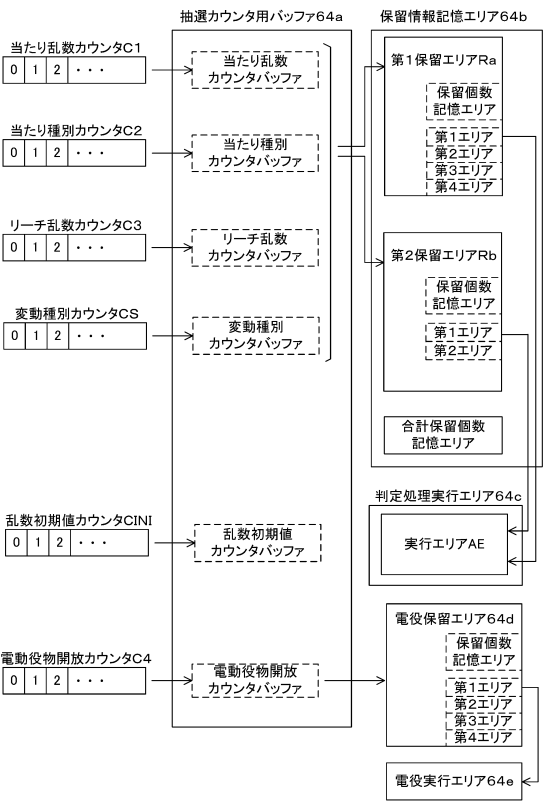 抽選カウンタ用バッファ64a
当たり乱数カウンタC1
0 1 2 ・・・
当たり乱数
カウンタバッファ
当たり種別カウンタC2
0 1 2 ・・・
当たり種別
カウンタバッファ
リーチ乱数カウンタC3
0 1 2 ・・・
リーチ乱数
カウンタバッファ
変動種別カウンタCS
0 1 2 ・・・
変動種別
カウンタバッファ
乱数初期値カウンタCINI
0 1 2 ・・・
乱数初期値
カウンタバッファ
電動役物開放カウンタC4
0 1 2 ・・・
電動役物開放
カウンタバッファ
保留情報記憶エリア64b
第1保留エリアRa
保留個数
記憶エリア
第1エリア
第2エリア
第3エリア
第4エリア
第2保留エリアRb
保留個数
記憶エリア
第1エリア
第2エリア
合計保留個数
記憶エリア
判定処理実行エリア64c
実行エリアAE
電役保留エリア64d
保留個数
記憶エリア
第1エリア
第2エリア
第3エリア
第4エリア
電役実行エリア64e